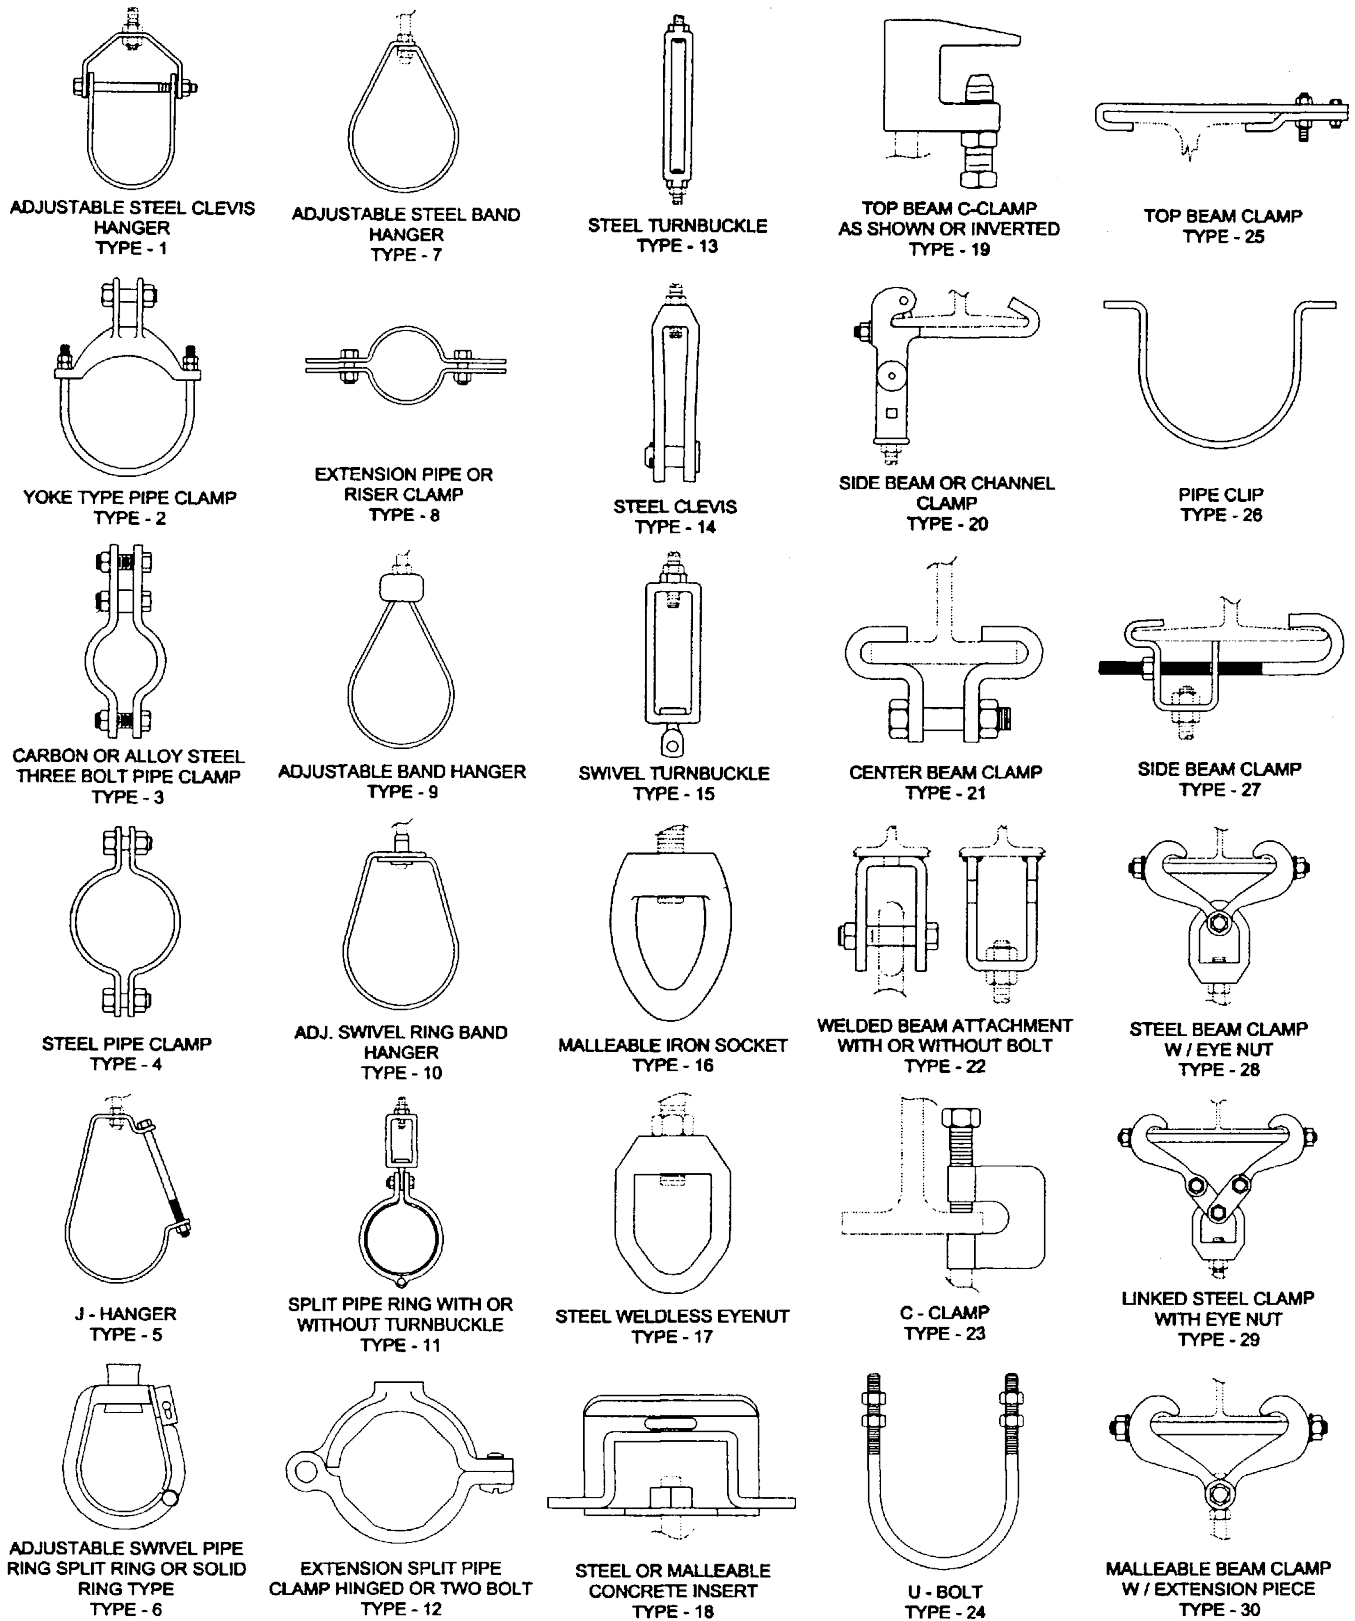 ADJUSTABLE STEEL CLEVIS
HANGER
TYPE - 1
ADJUSTABLE STEEL BAND
HANGER
TYPE - 7
STEEL TURNBUCKLE
TYPE - 13
TOP BEAM C-CLAMP
AS SHOWN OR INVERTED
TYPE - 19
TOP BEAM CLAMP
TYPE - 25
YOKE TYPE PIPE CLAMP
TYPE - 2
EXTENSION PIPE OR
RISER CLAMP
TYPE - 8
STEEL CLEVIS
TYPE - 14
SIDE BEAM OR CHANNEL
CLAMP
TYPE - 20
PIPE CLIP
TYPE - 26
CARBON OR ALLOY STEEL
THREE BOLT PIPE CLAMP
TYPE - 3
ADJUSTABLE BAND HANGER
TYPE - 9
SWIVEL TURNBUCKLE
TYPE - 15
CENTER BEAM CLAMP
TYPE - 21
SIDE BEAM CLAMP
TYPE - 27
STEEL PIPE CLAMP
TYPE - 4
ADJ. SWIVEL RING BAND
HANGER
TYPE - 10
MALLEABLE IRON SOCKET
TYPE - 16
WELDED BEAM ATTACHMENT
WITH OR WITHOUT BOLT
TYPE - 22
STEEL BEAM CLAMP
W / EYE NUT
TYPE - 28
J - HANGER
TYPE - 5
SPLIT PIPE RING WITH OR
WITHOUT TURNBUCKLE
TYPE - 11
STEEL WELDLESS EYENUT
TYPE - 17
C - CLAMP
TYPE - 23
LINKED STEEL CLAMP
WITH EYE NUT
TYPE - 29
ADJUSTABLE SWIVEL PIPE
RING SPLIT RING OR SOLID
RING TYPE
TYPE - 6
EXTENSION SPLIT PIPE
CLAMP HINGED OR TWO BOLT
TYPE - 12
STEEL OR MALLEABLE
CONCRETE INSERT
TYPE - 18
U - BOLT
TYPE - 24
MALLEABLE BEAM CLAMP
W / EXTENSION PIECE
TYPE - 30